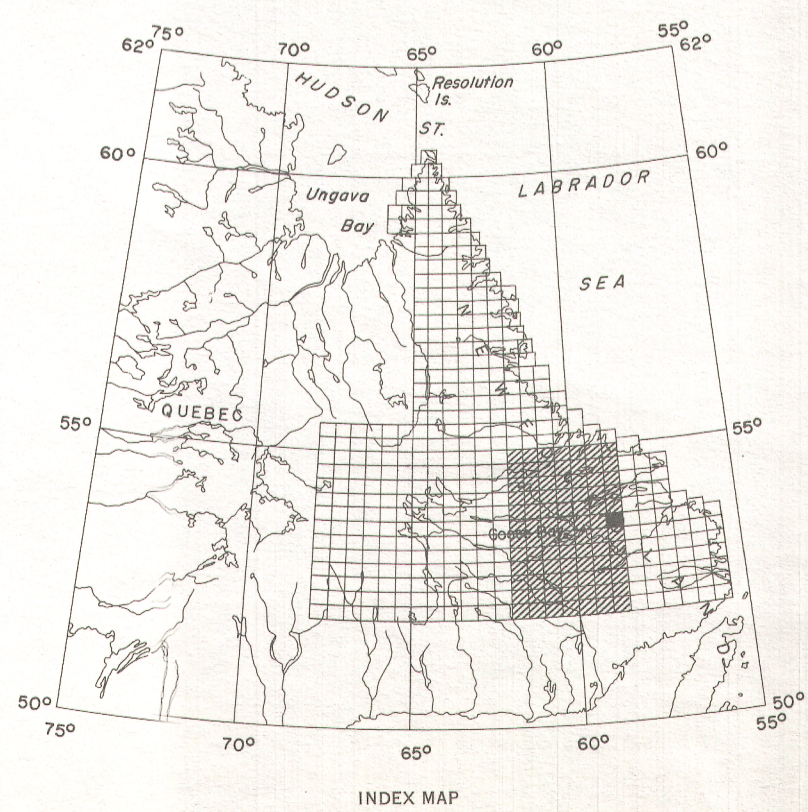 75° 70° 65° 60° 55°
62° 62°
HUDSON
Resolution
Is.
ST.
60° 60°
LABRADOR
Ungava
Bay
SEA
QUEBEC
55° 55°
Goose Bay
50° 50°
75° 70° 65° 60° 55°
INDEX MAP